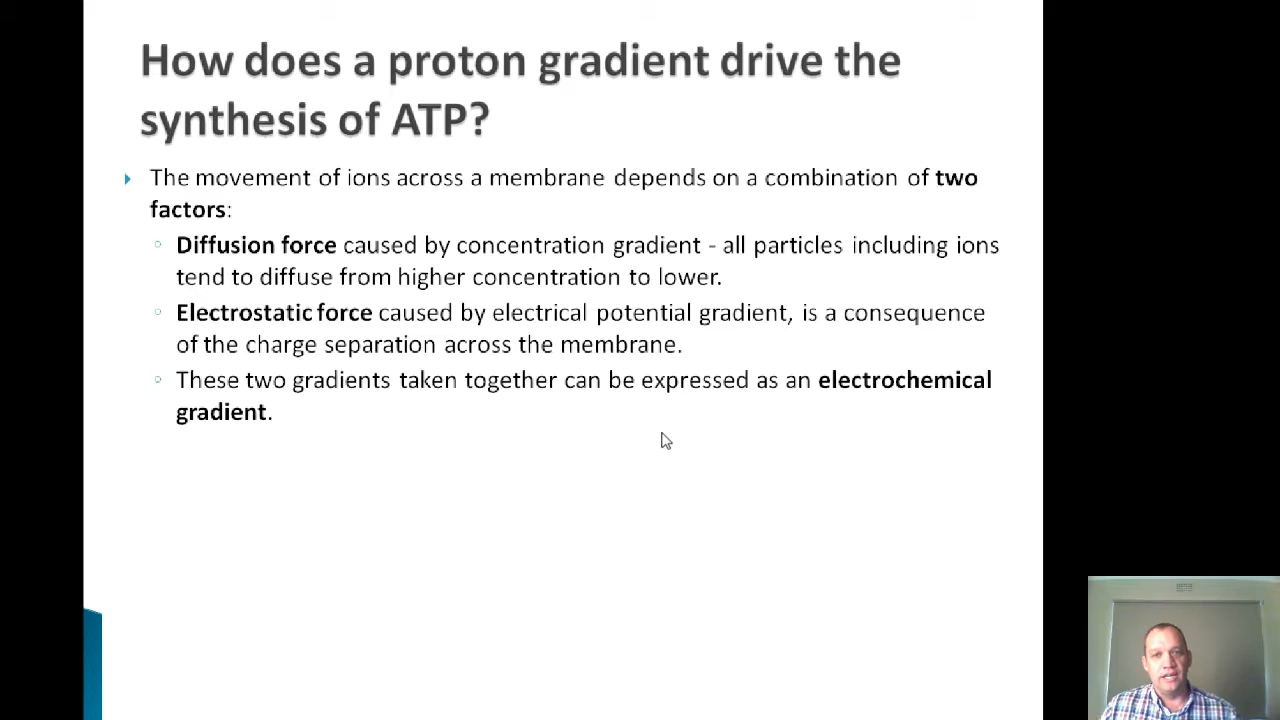 How does a proton gradient drive the
synthesis of ATP?
The movement of ions across a membrane depends on a combination of two
factors:
Diffusion force caused by concentration gradient - all particles including ions
tend to diffuse from higher concentration to lower.
Electrostatic force caused by electrical potential gradient, is a consequence
of the charge separation across the membrane.
These two gradients taken together can be expressed as an electrochemical
gradient.